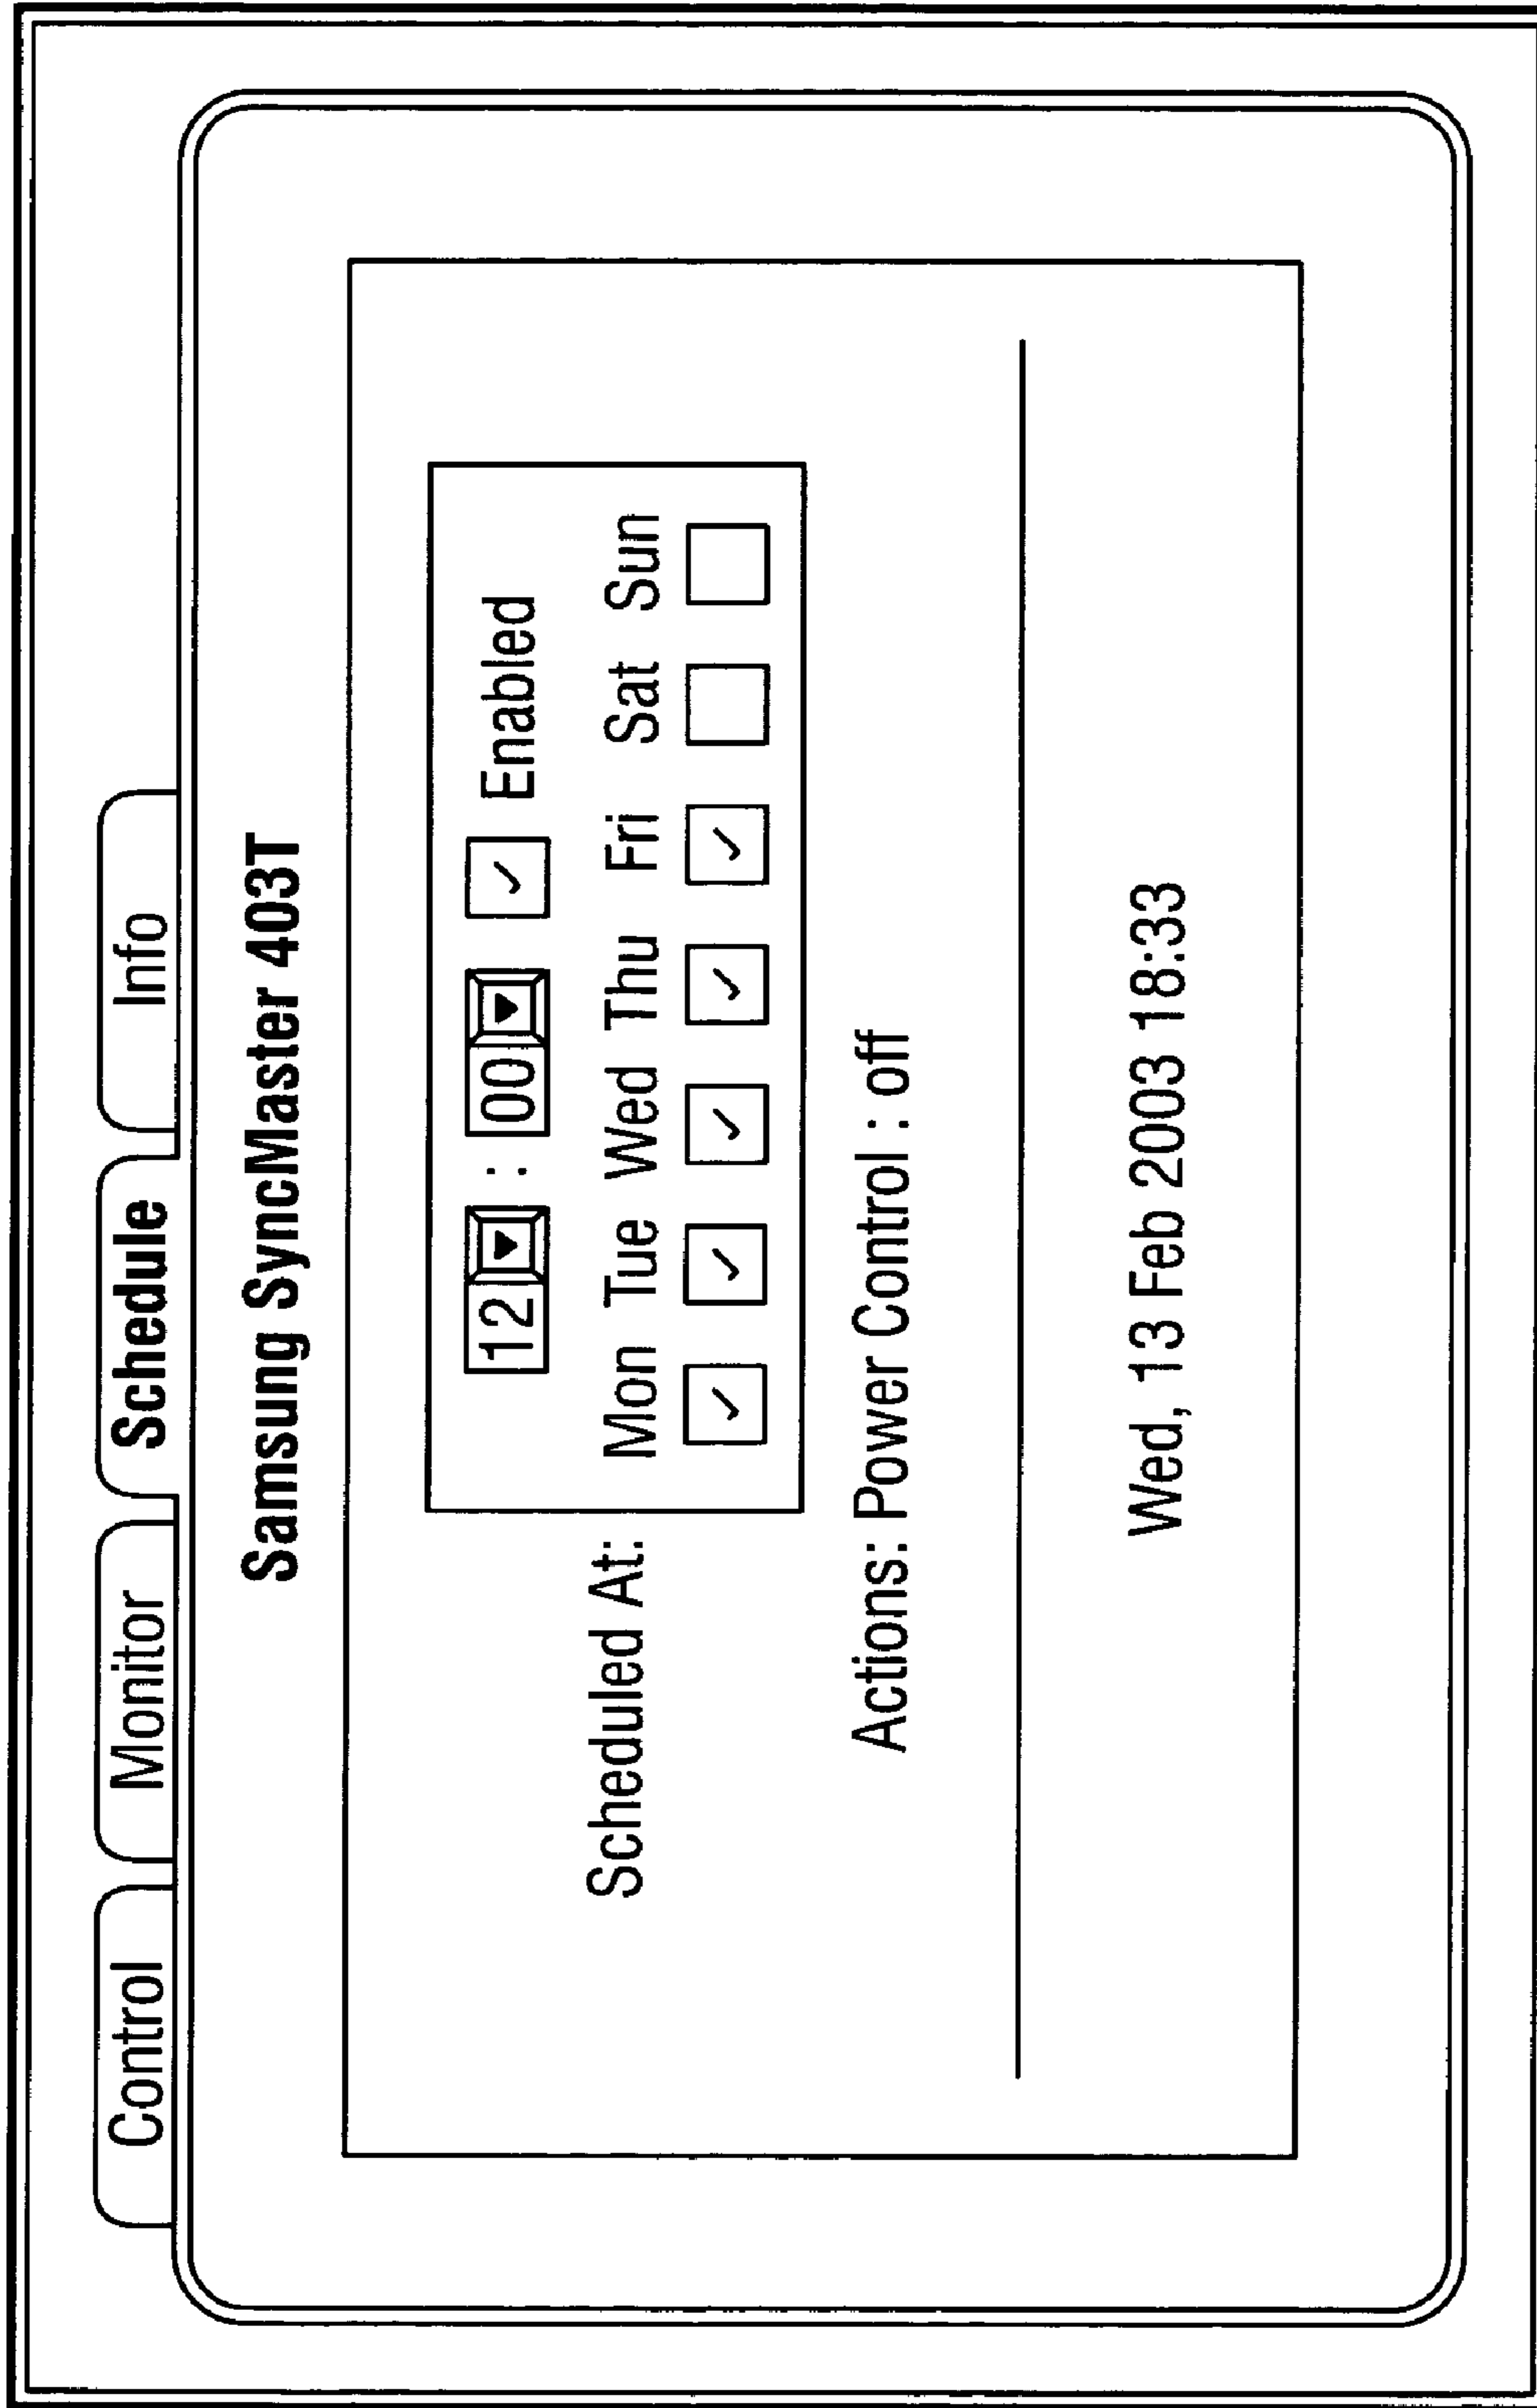 Control Monitor Schedule Info
Samsung SyncMaster 403T
12 : 00 Enabled
Scheduled At:
Mon Tue Wed Thu Fri Sat Sun
Actions: Power Control : off
Wed, 13 Feb 2003 18:33